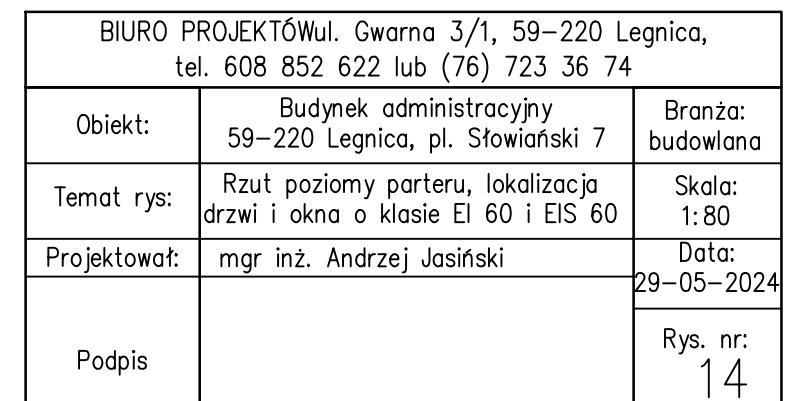 BIURO PROJEKTÓWul. Gwarna 3/1, 59-220 Legnica,
tel. 608 852 622 lub (76) 723 36 74
Obiekt:
Budynek administracyjny
59-220 Legnica, pl. Słowiański 7
Branża:
budowlana
Temat rys:
Rzut poziomy parteru, lokalizacja
drzwi i okna o klasie EI 60 i EIS 60
Skala:
1:80
Projektował:
mgr inż. Andrzej Jasiński
Data:
29-05-2024
Podpis
Rys. nr:
14